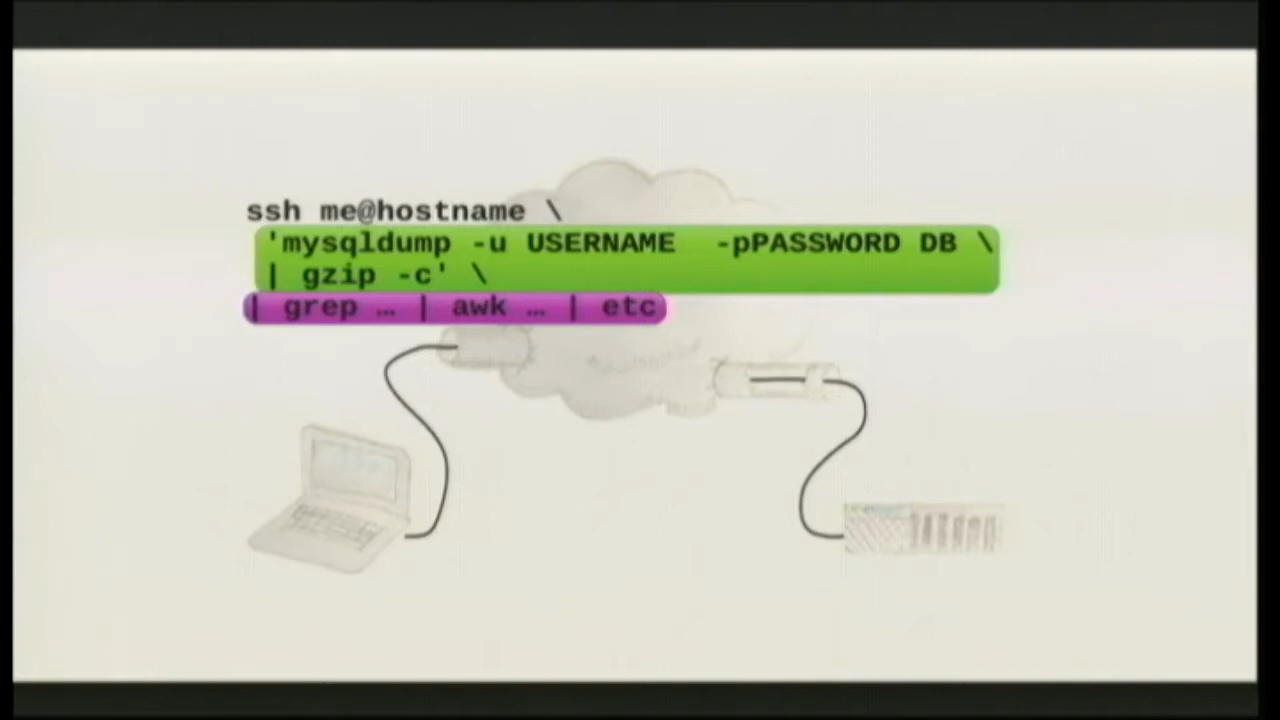 ssh me@hostname \
'mysqldump -u USERNAME  -pPASSWORD DB \
| gzip -c' \
| grep … | awk … | etc